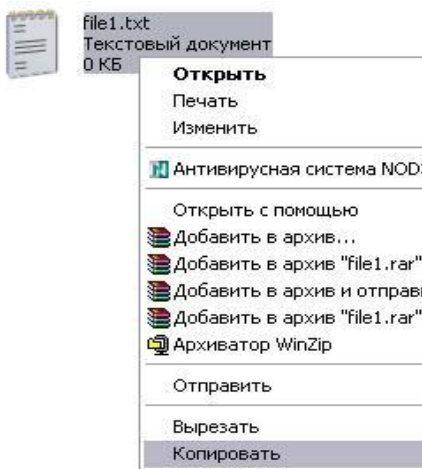 file1.txt
Текстовый документ
0 КБ
Открыть
Печать
Изменить
Антивирусная система NOD3
Открыть с помощью
Добавить в архив...
Добавить в архив "file1.rar"
Добавить в архив и отправи
Добавить в архив "file1.rar"
Архиватор WinZip
Отправить
Вырезать
Копировать